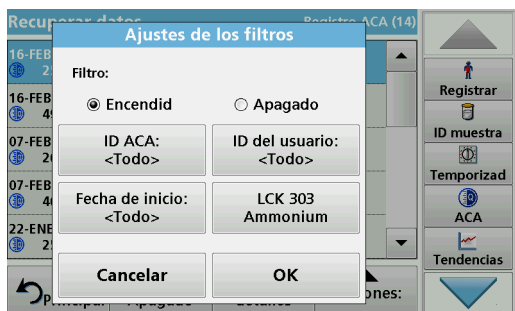 Recuperar datos
Registro ACA (14)
Ajustes de los filtros
16-FEB
Filtro:
Encendid
Apagado
16-FEB
07-FEB
07-FEB
22-ENE
ID ACA:
<Todo>
ID del usuario:
<Todo>
Fecha de inicio:
<Todo>
LCK 303
Ammonium
Cancelar
OK
Registrar
ID muestra
Temporizad
ACA
Tendencias